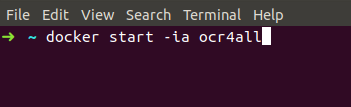 File Edit View Search Terminal Help
➜ ~ docker start -ia ocr4all